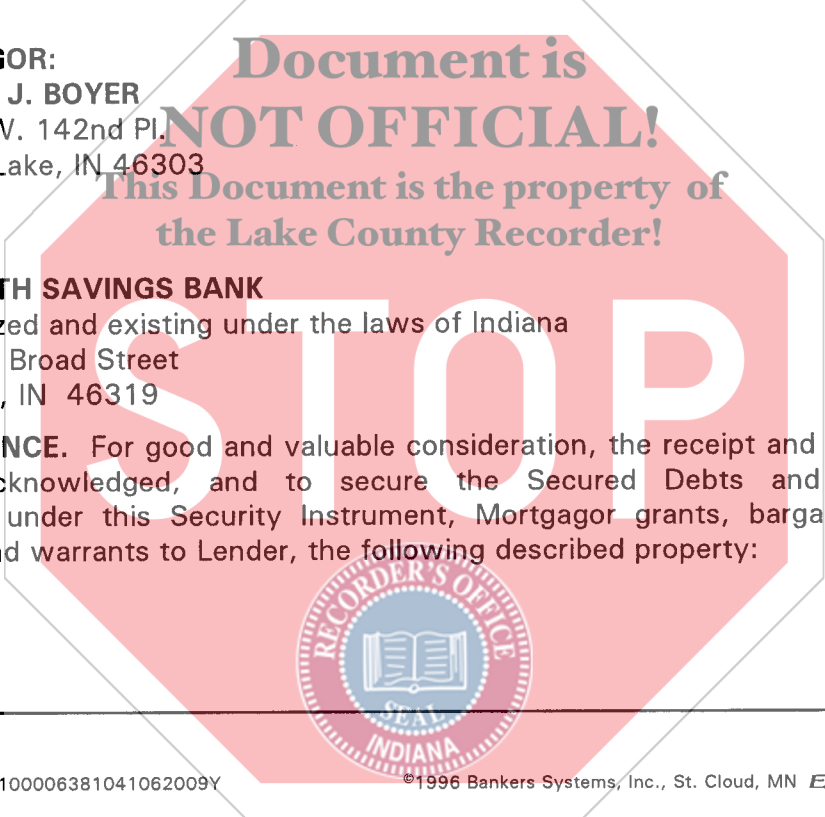 Document is
GOR:
J. BOYER
NOT OFFICIAL!
W. 142nd Pl.
Lake, IN 46303
This Document is the property of
the Lake County Recorder!
TH SAVINGS BANK
zed and existing under the laws of Indiana
Broad Street
, IN 46319
STOP
NCE. For good and valuable consideration, the receipt and
cknowledged, and to secure the Secured Debts and
under this Security Instrument, Mortgagor grants, barga
nd warrants to Lender, the following described property:
RECORDER'S OFFICE
SEAL
INDIANA
100006381041062009Y
©1996 Bankers Systems, Inc., St. Cloud, MN E